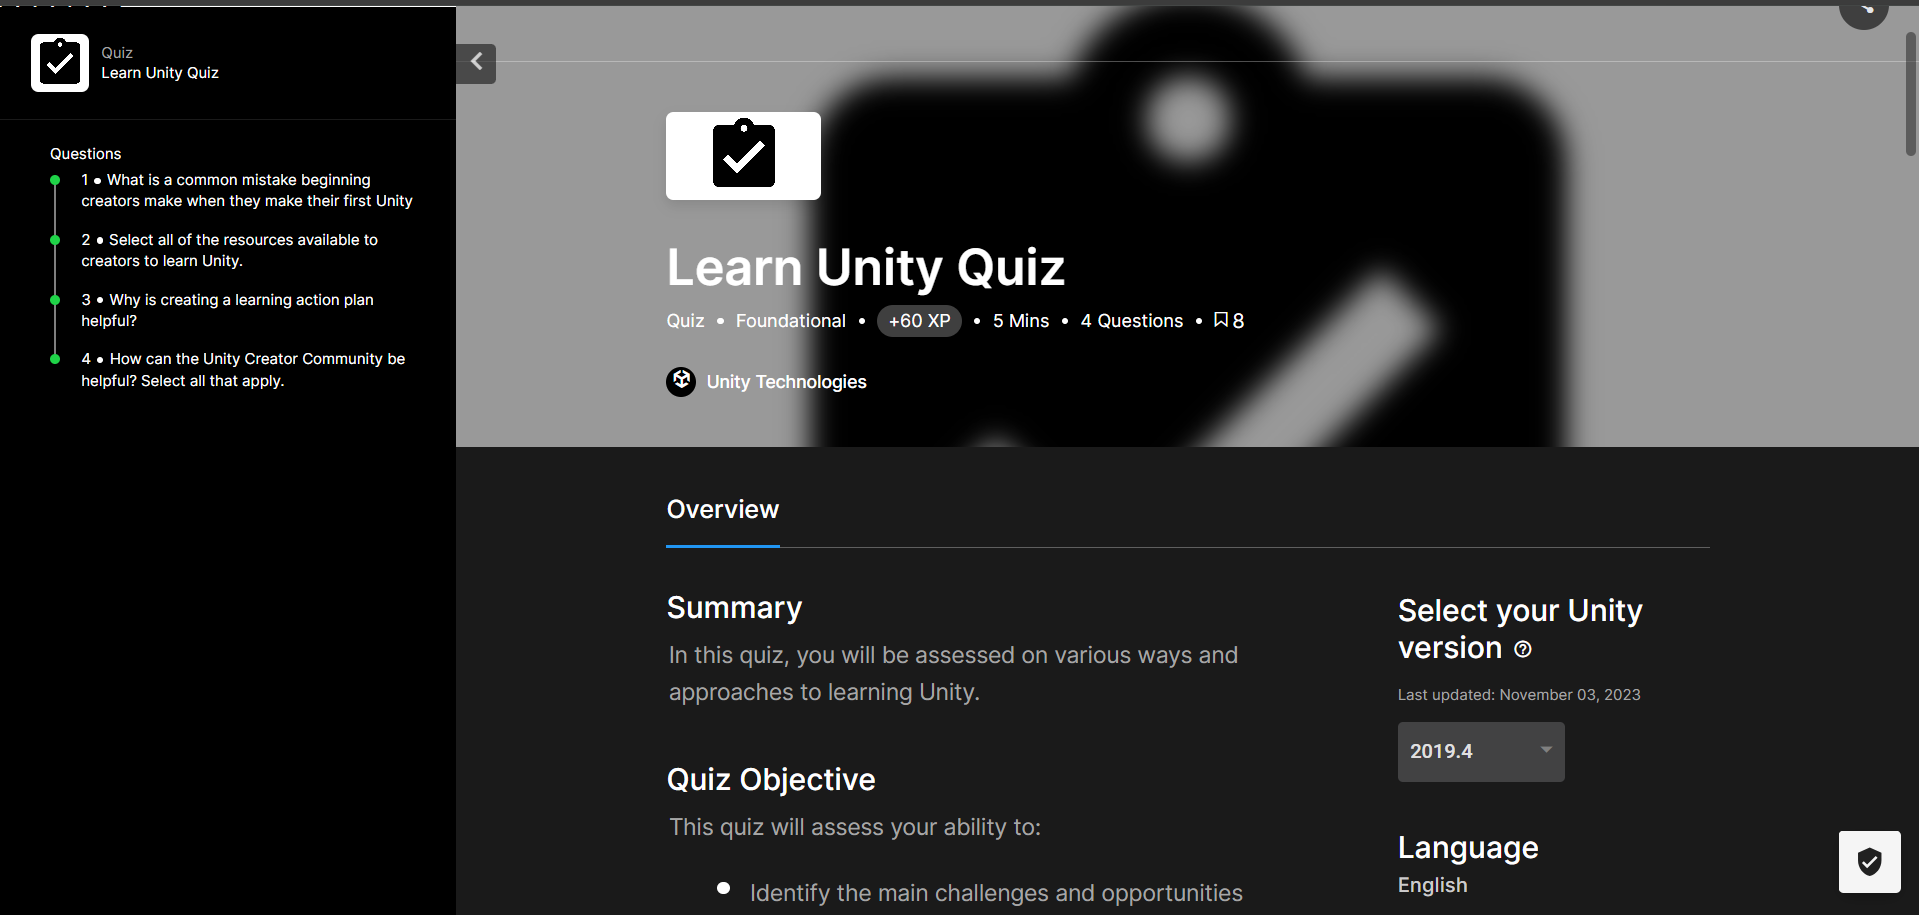 Quiz
Learn Unity Quiz
Questions
1 • What is a common mistake beginning
creators make when they make their first Unity
2 • Select all of the resources available to
creators to learn Unity.
3 • Why is creating a learning action plan
helpful?
4 • How can the Unity Creator Community be
helpful? Select all that apply.
Learn Unity Quiz
Quiz • Foundational • +60 XP • 5 Mins • 4 Questions • 8
Unity Technologies
Overview
Summary
In this quiz, you will be assessed on various ways and
approaches to learning Unity.
Quiz Objective
This quiz will assess your ability to:
• Identify the main challenges and opportunities
Select your Unity
version
Last updated: November 03, 2023
2019.4
Language
English